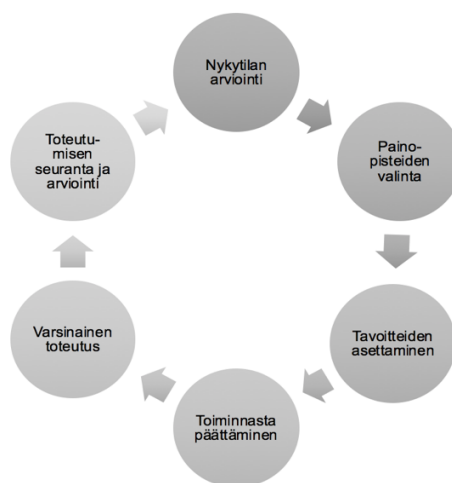 Nykytilan
arviointi
Paino-
pisteiden
valinta
Tavoitteiden
asettaminen
Toiminnasta
päättäminen
Varsinainen
toteutus
Toteutu-
misen
seuranta ja
arviointi